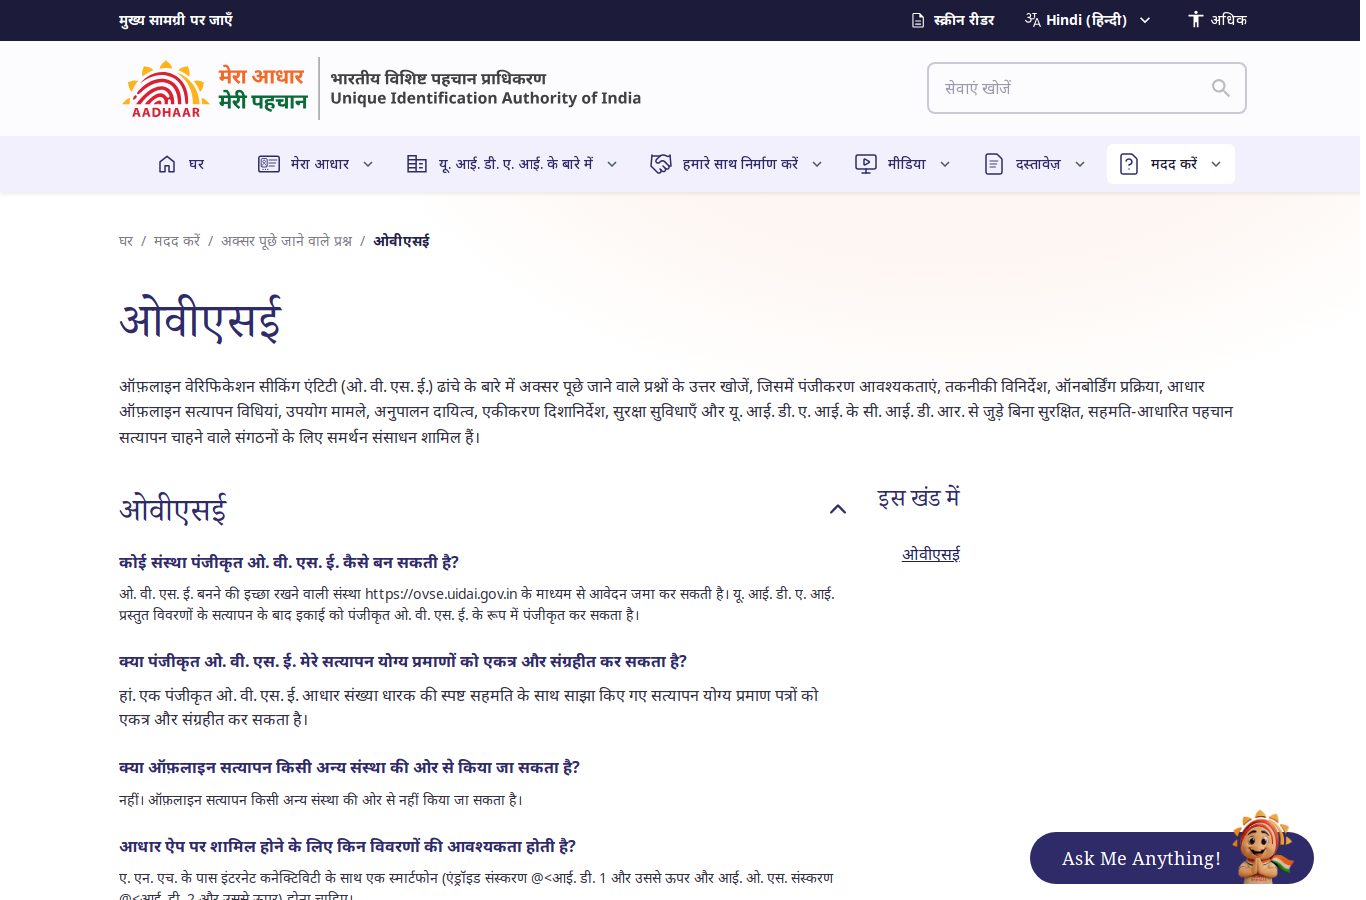 मुख्य सामग्री पर जाएँ
स्क्रीन रीडर
Hindi (हिन्दी)
अधिक
AADHAAR
मेरा आधार
मेरी पहचान
भारतीय विशिष्ट पहचान प्राधिकरण
Unique Identification Authority of India
सेवाएं खोजें
घर
मेरा आधार
यू. आई. डी. ए. आई. के बारे में
हमारे साथ निर्माण करें
मीडिया
दस्तावेज़
मदद करें
घर / मदद करें / अक्सर पूछे जाने वाले प्रश्न / ओवीएसई
ओवीएसई
ऑफ़लाइन वेरिफिकेशन सीकिंग एंटिटी (ओ. वी. एस. ई.) ढांचे के बारे में अक्सर पूछे जाने वाले प्रश्नों के उत्तर खोजें, जिसमें पंजीकरण आवश्यकताएं, तकनीकी विनिर्देश, ऑनबोर्डिंग प्रक्रिया, आधार
ऑफ़लाइन सत्यापन विधियां, उपयोग मामले, अनुपालन दायित्व, एकीकरण दिशानिर्देश, सुरक्षा सुविधाएँ और यू. आई. डी. ए. आई. के सी. आई. डी. आर. से जुड़े बिना सुरक्षित, सहमति-आधारित पहचान
सत्यापन चाहने वाले संगठनों के लिए समर्थन संसाधन शामिल हैं।
ओवीएसई
कोई संस्था पंजीकृत ओ. वी. एस. ई. कैसे बन सकती है?
ओ. वी. एस. ई. बनने की इच्छा रखने वाली संस्था https://ovse.uidai.gov.in के माध्यम से आवेदन जमा कर सकती है। यू. आई. डी. ए. आई.
प्रस्तुत विवरणों के सत्यापन के बाद इकाई को पंजीकृत ओ. वी. एस. ई. के रूप में पंजीकृत कर सकता है।
क्या पंजीकृत ओ. वी. एस. ई. मेरे सत्यापन योग्य प्रमाणों को एकत्र और संग्रहीत कर सकता है?
हां. एक पंजीकृत ओ. वी. एस. ई. आधार संख्या धारक की स्पष्ट सहमति के साथ साझा किए गए सत्यापन योग्य प्रमाण पत्रों को
एकत्र और संग्रहीत कर सकता है।
क्या ऑफ़लाइन सत्यापन किसी अन्य संस्था की ओर से किया जा सकता है?
नहीं। ऑफ़लाइन सत्यापन किसी अन्य संस्था की ओर से नहीं किया जा सकता है।
आधार ऐप पर शामिल होने के लिए किन विवरणों की आवश्यकता होती है?
ए. एन. एच. के पास इंटरनेट कनेक्टिविटी के साथ एक स्मार्टफोन (एंड्रॉइड संस्करण @<आई. डी. 1 और उससे ऊपर और आई. ओ. एस. संस्करण
@<आई. डी. 2 और उससे ऊपर) होना चाहिए।
इस खंड में
ओवीएसई
Ask Me Anything!